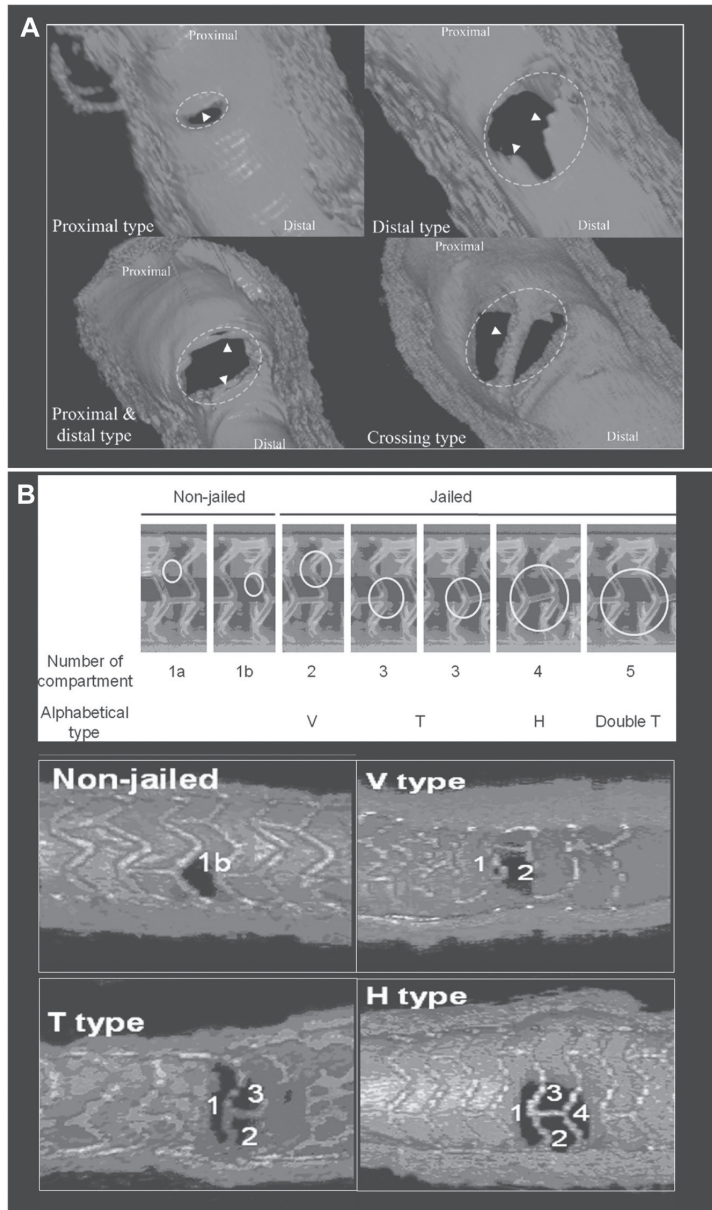 A
Proximal
Distal
Proximal type
Proximal
Distal
Distal type
Proximal
Distal
Proximal &
distal type
Proximal
Distal
Crossing type
B
Non-jailed Jailed
Number of
compartment 1a 1b 2 3 3 4 5
Alphabetical
type V T H Double T
Non-jailed
1b
V type
1 2
T type
1 3
2
H type
3
1 4
2